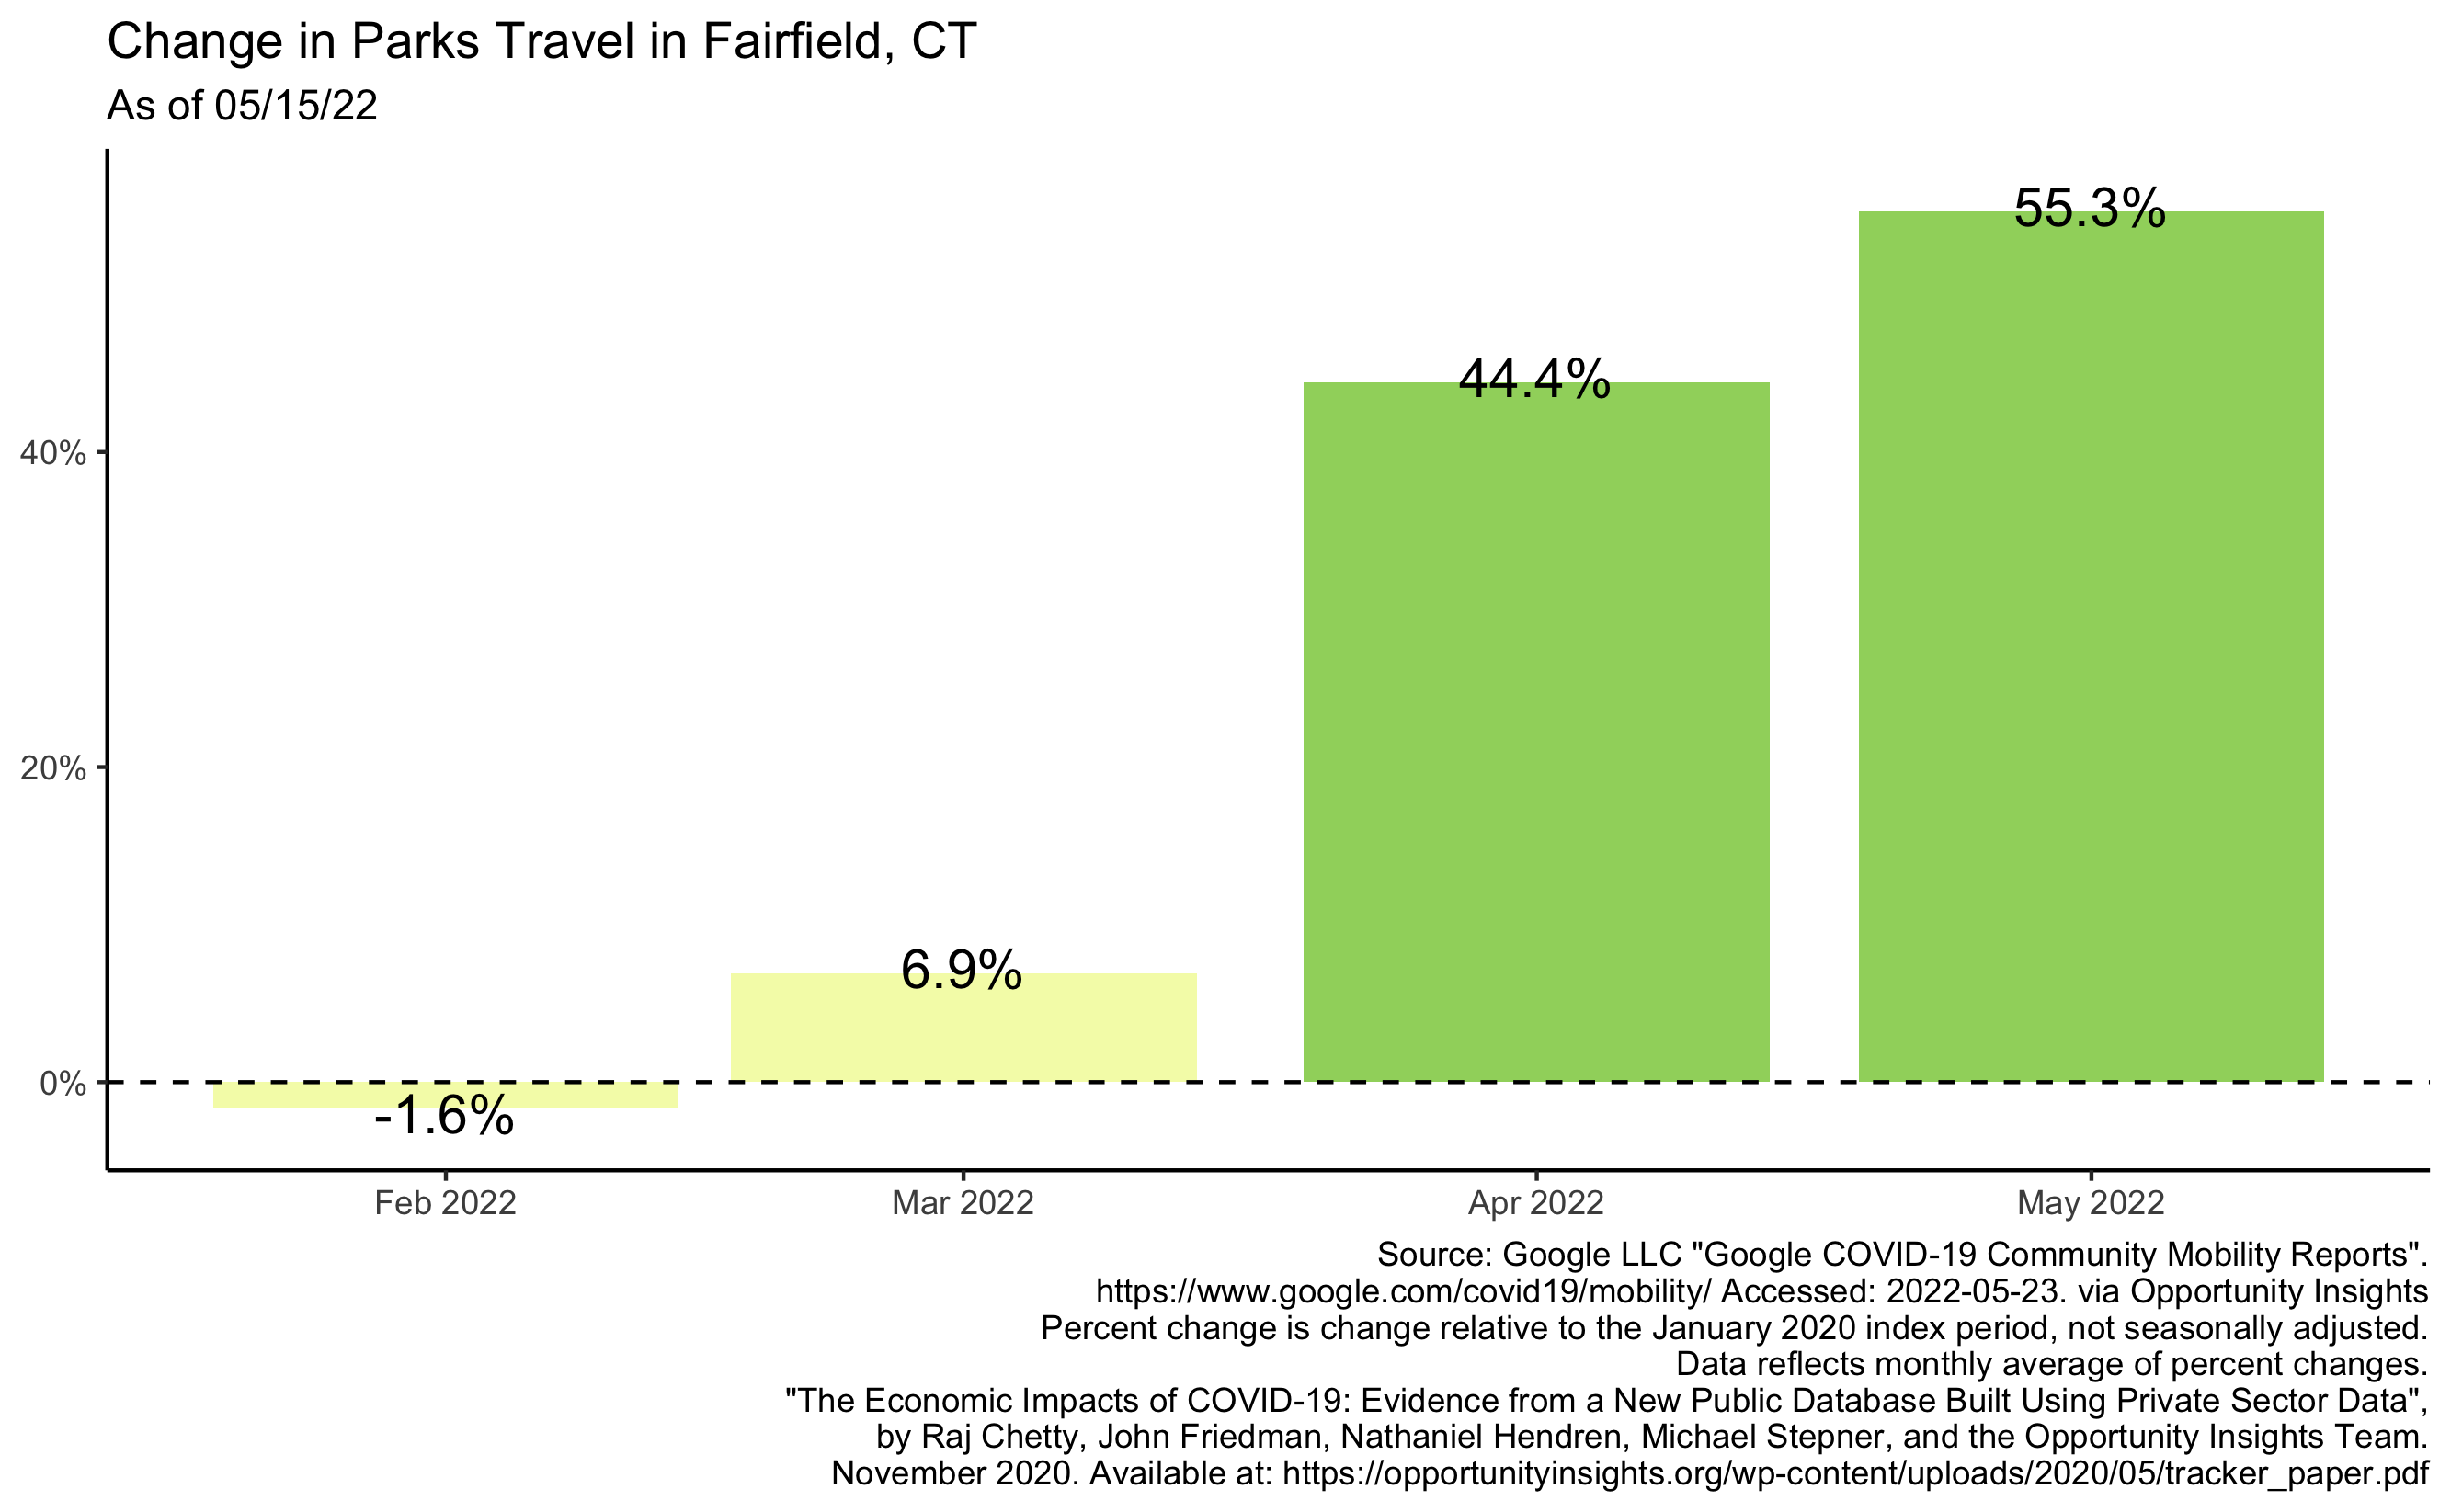 Change in Parks Travel in Fairfield, CT
As of 05/15/22
55.3%
44.4%
40%
20%
6.9%
0%
-1.6%
Feb 2022 Mar 2022 Apr 2022 May 2022
Source: Google LLC "Google COVID-19 Community Mobility Reports".
https://www.google.com/covid19/mobility/ Accessed: 2022-05-23. via Opportunity Insights
Percent change is change relative to the January 2020 index period, not seasonally adjusted.
Data reflects monthly average of percent changes.
"The Economic Impacts of COVID-19: Evidence from a New Public Database Built Using Private Sector Data",
by Raj Chetty, John Friedman, Nathaniel Hendren, Michael Stepner, and the Opportunity Insights Team.
November 2020. Available at: https://opportunityinsights.org/wp-content/uploads/2020/05/tracker_paper.pdf